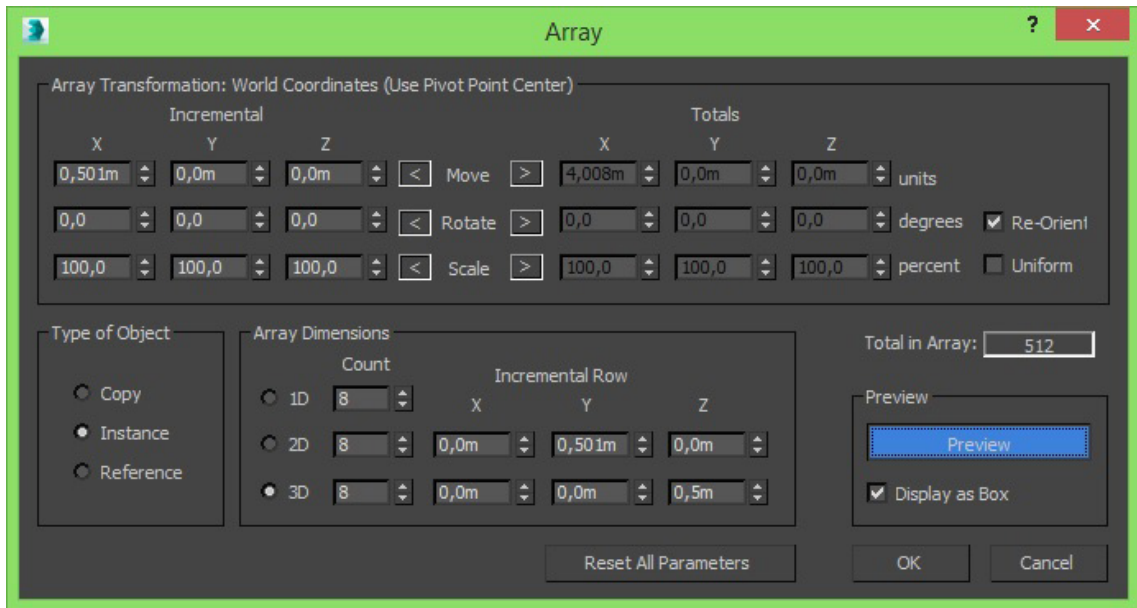 Array
?
Array Transformation: World Coordinates (Use Pivot Point Center)
Incremental Totals
X Y Z X Y Z
0,501m 0,0m 0,0m < Move > 4,008m 0,0m 0,0m units
0,0 0,0 0,0 < Rotate > 0,0 0,0 0,0 degrees Re-Orient
100,0 100,0 100,0 < Scale > 100,0 100,0 100,0 percent Uniform
Type of Object
Copy
Instance
Reference
Array Dimensions
Count Incremental Row
X Y Z
1D 8
2D 8 0,0m 0,501m 0,0m
3D 8 0,0m 0,0m 0,5m
Total in Array: 512
Preview
Preview
Display as Box
Reset All Parameters OK Cancel